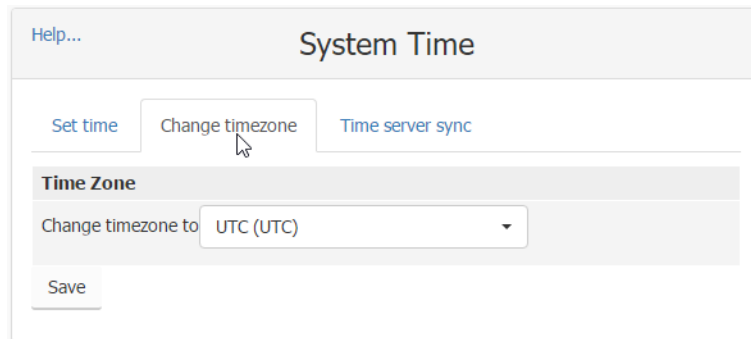 Help...
System Time
Set time
Change timezone
Time server sync
Time Zone
Change timezone to
UTC (UTC)
Save